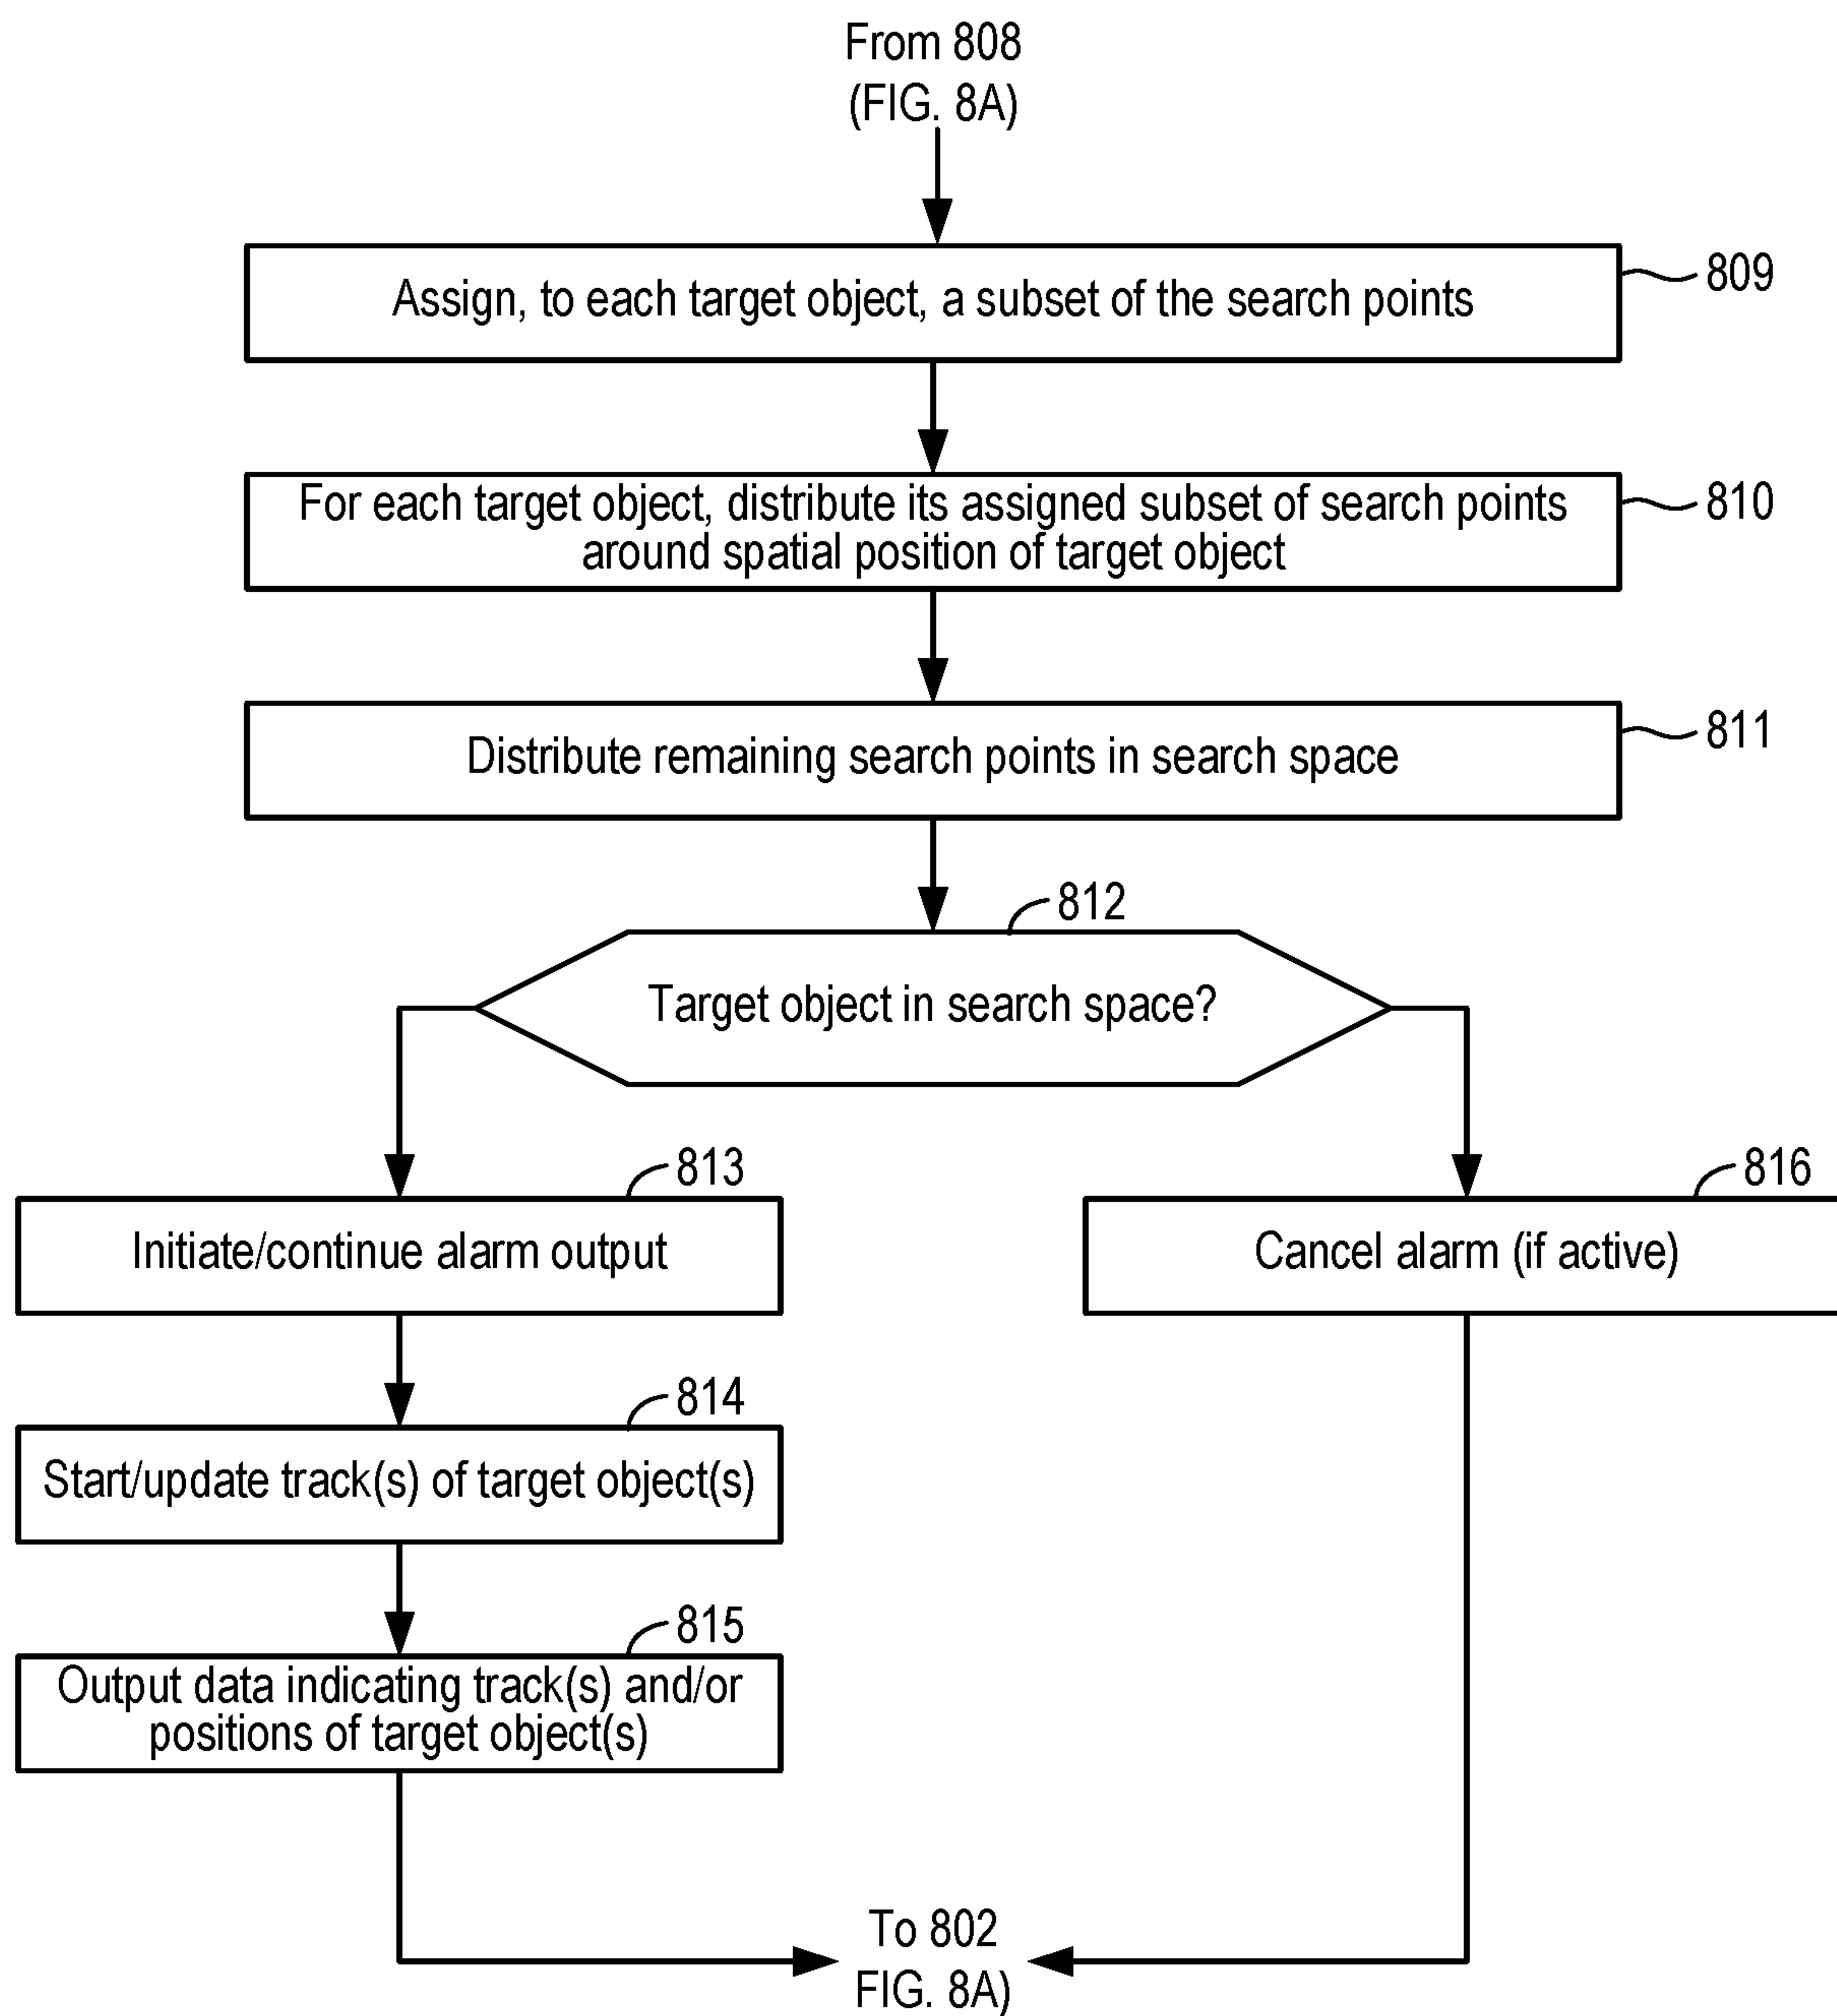 From 808
(FIG. 8A)
Assign, to each target object, a subset of the search points
809
For each target object, distribute its assigned subset of search points
around spatial position of target object
810
Distribute remaining search points in search space
811
812
Target object in search space?
813
Initiate/continue alarm output
816
Cancel alarm (if active)
814
Start/update track(s) of target object(s)
815
Output data indicating track(s) and/or
positions of target object(s)
To 802
FIG. 8A)